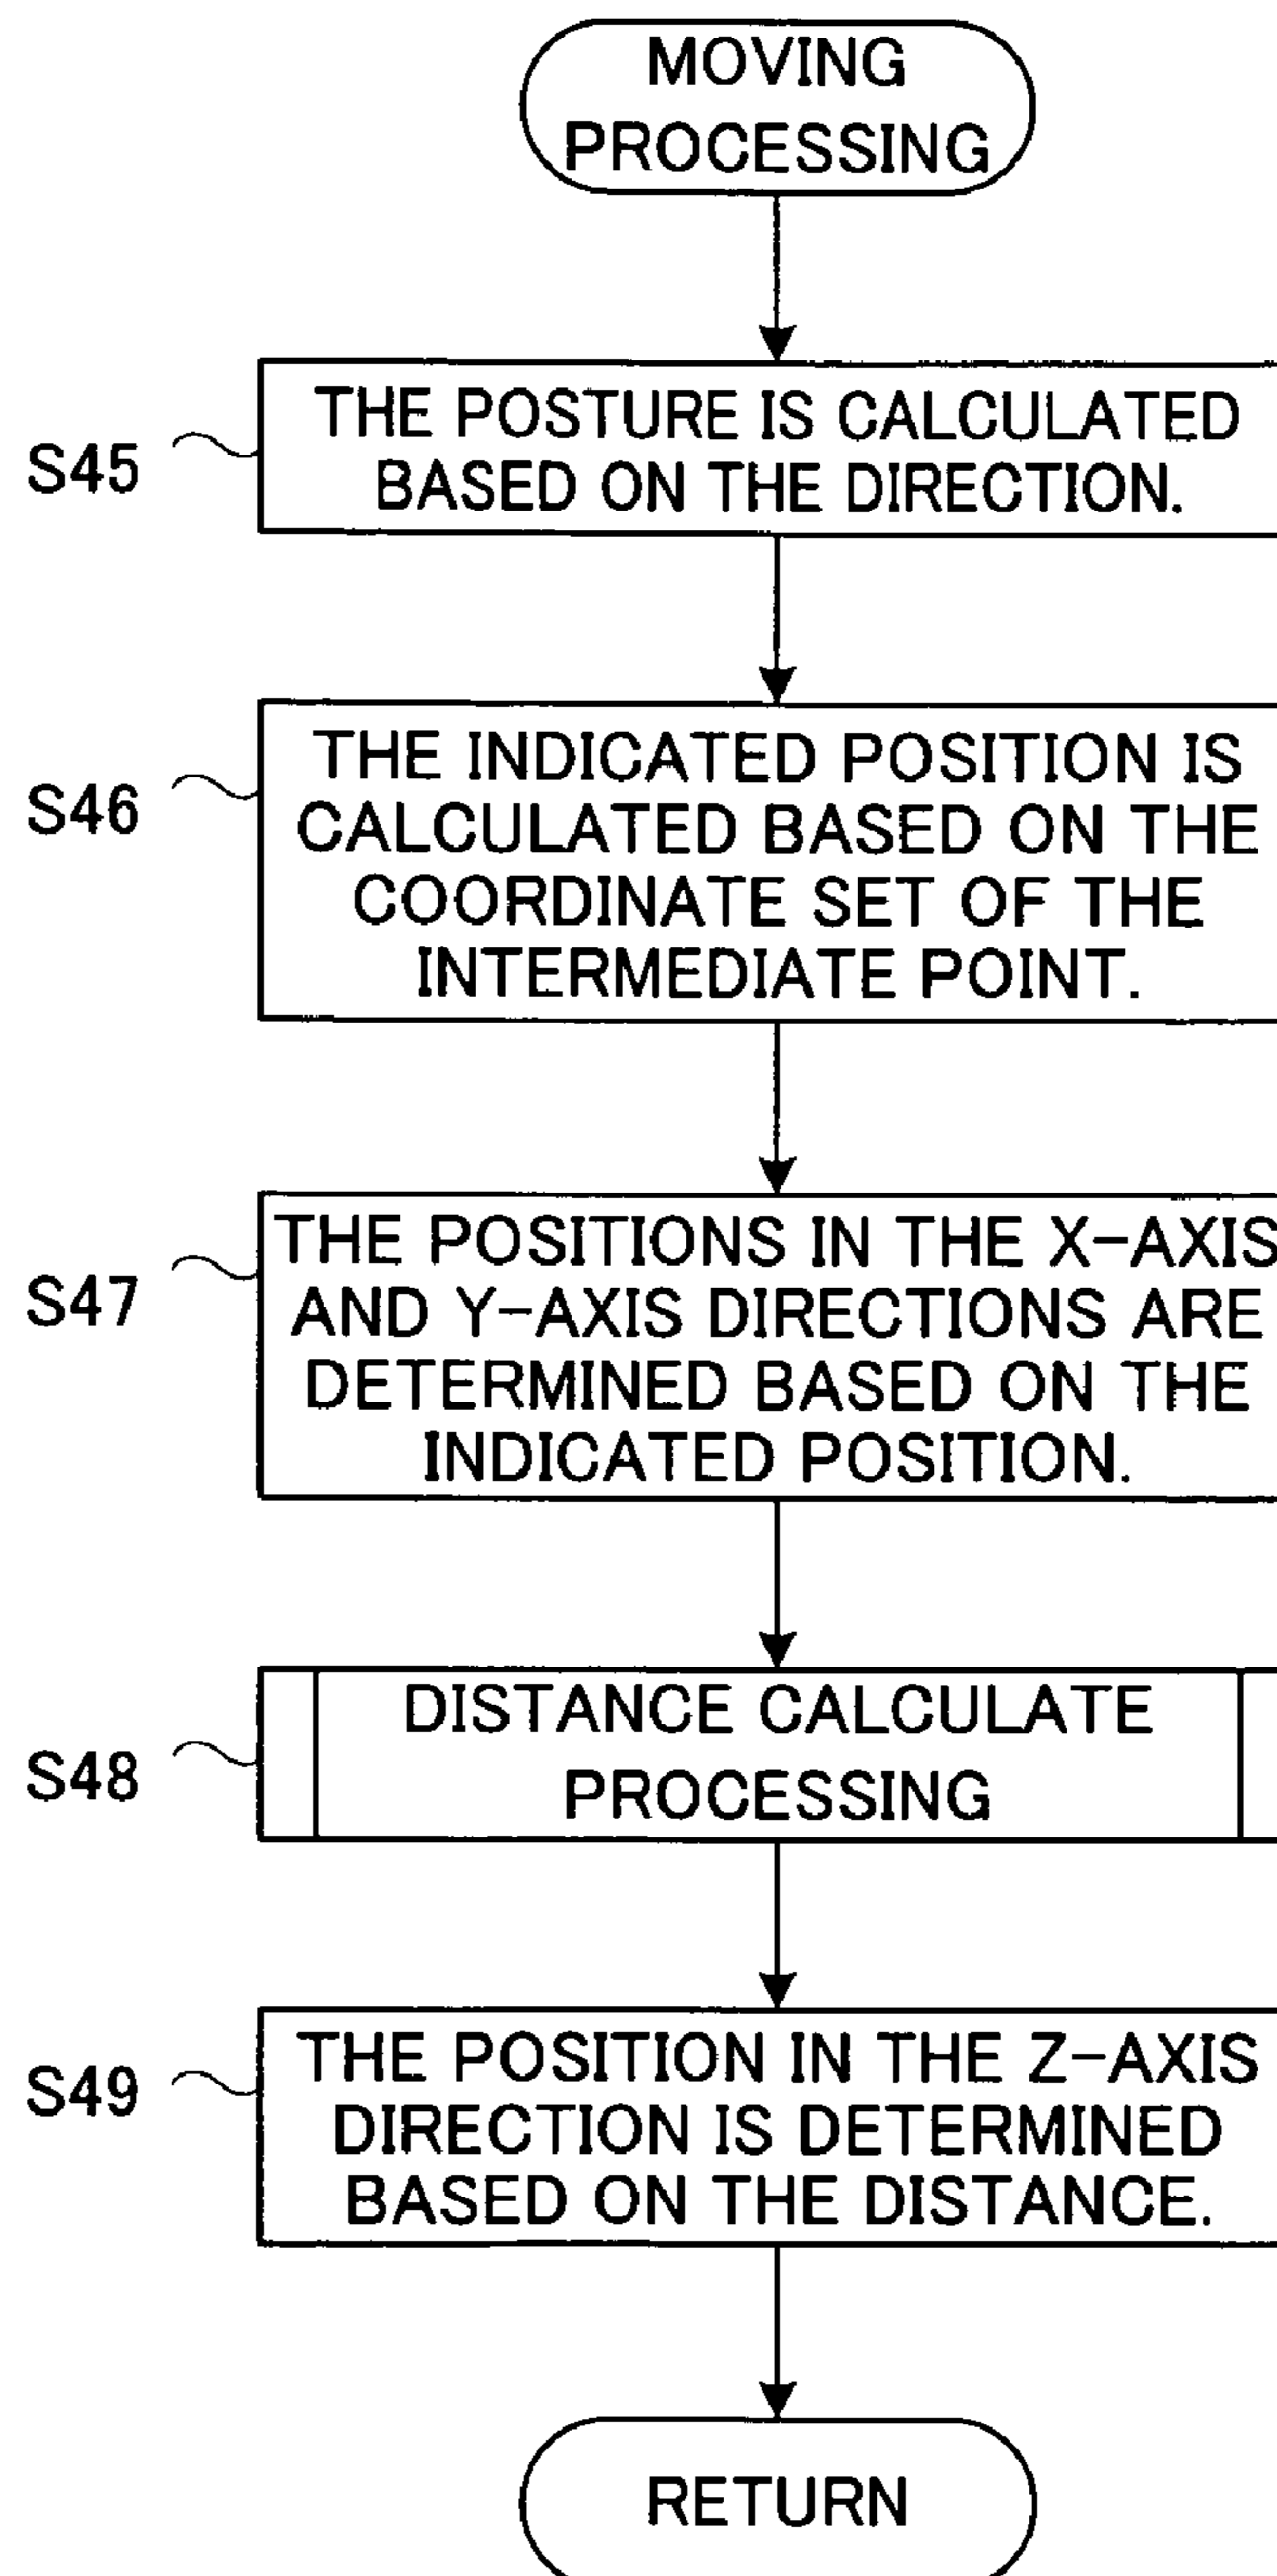 MOVING
PROCESSING
S45
THE POSTURE IS CALCULATED
BASED ON THE DIRECTION.
S46
THE INDICATED POSITION IS
CALCULATED BASED ON THE
COORDINATE SET OF THE
INTERMEDIATE POINT.
S47
THE POSITIONS IN THE X-AXIS
AND Y-AXIS DIRECTIONS ARE
DETERMINED BASED ON THE
INDICATED POSITION.
S48
DISTANCE CALCULATE
PROCESSING
S49
THE POSITION IN THE Z-AXIS
DIRECTION IS DETERMINED
BASED ON THE DISTANCE.
RETURN